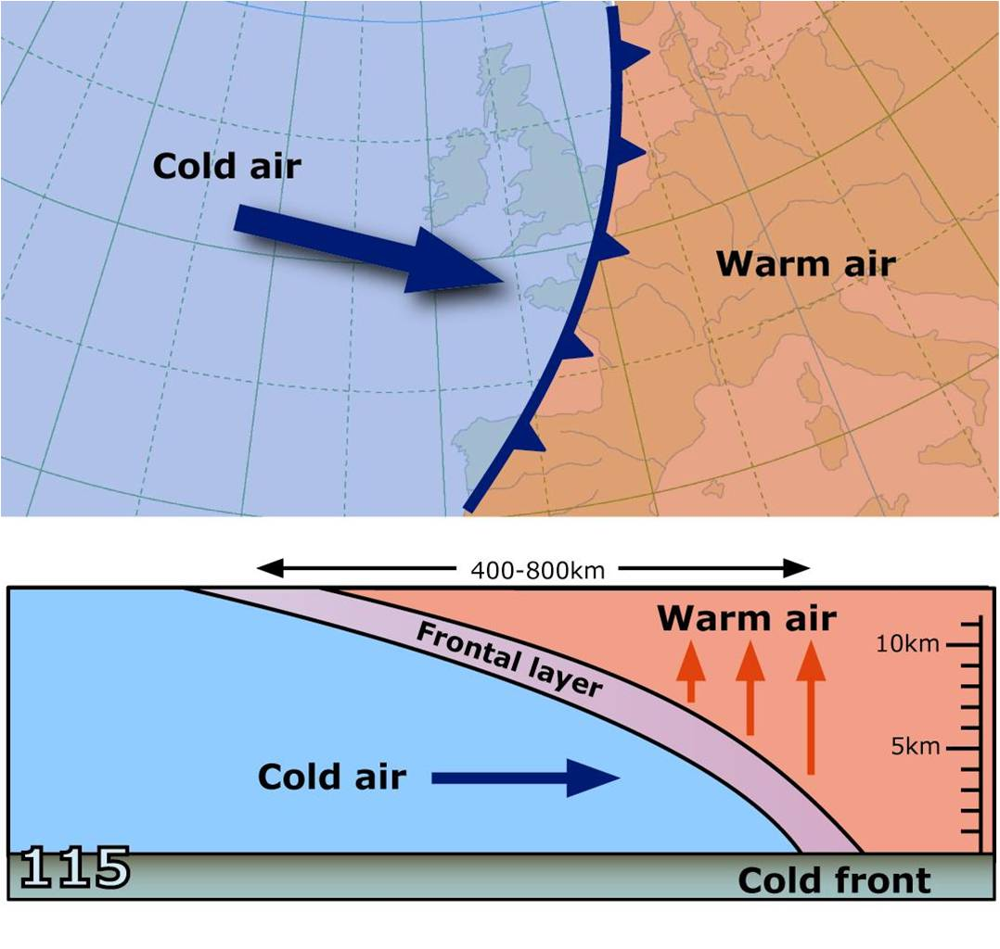 Cold air
Warm air
400-800km
Warm air
Frontal layer
10km
5km
Cold air
115
Cold front